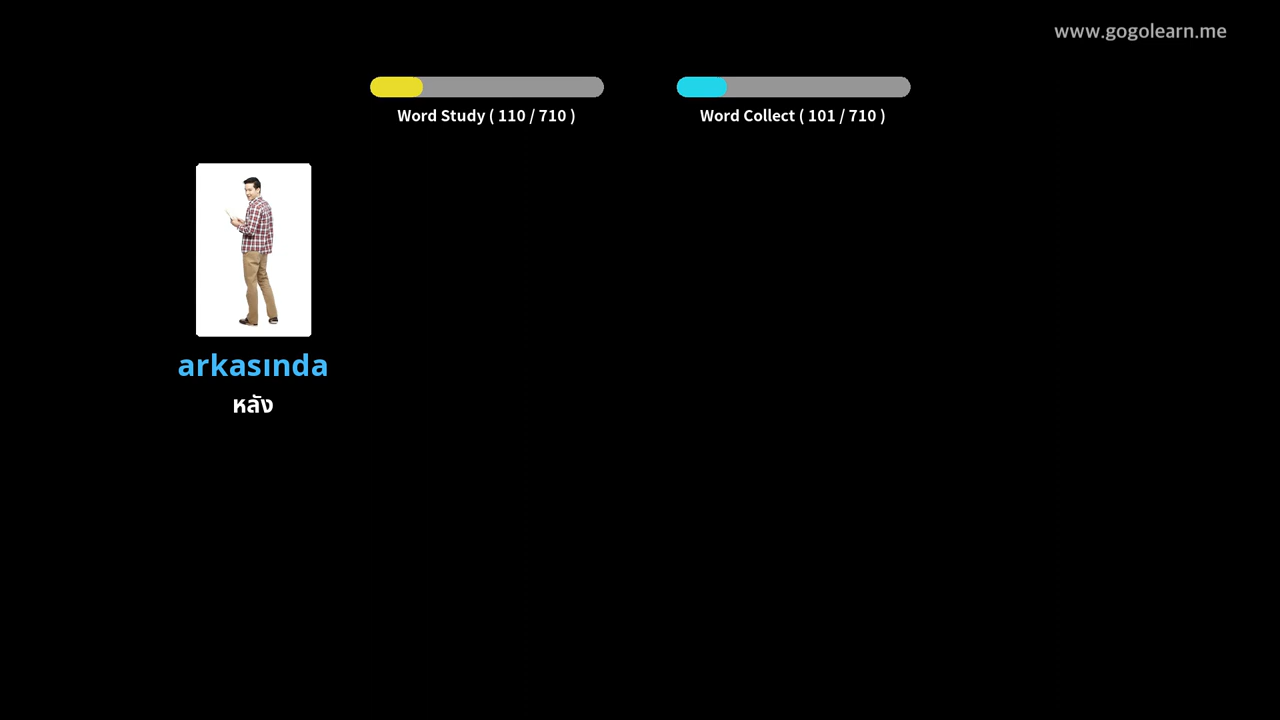 www.gogolearn.me
Word Study ( 110 / 710 )
Word Collect ( 101 / 710 )
arkasında
หลัง